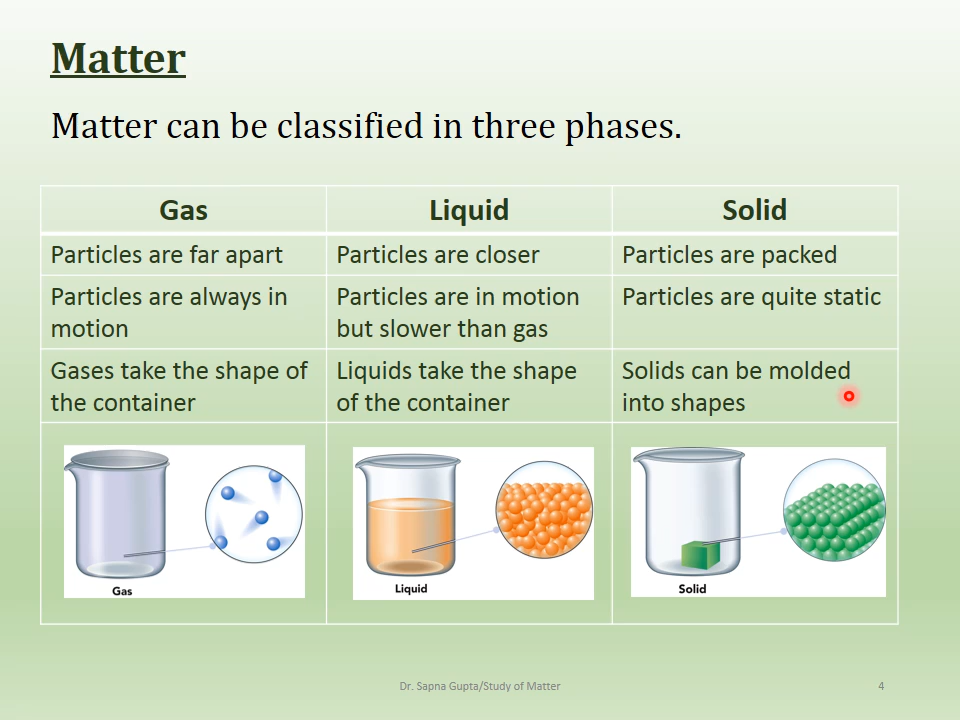 Matter
Matter can be classified in three phases.
Gas
Liquid
Solid
Particles are far apart
Particles are closer
Particles are packed
Particles are always in
motion
Particles are in motion
but slower than gas
Particles are quite static
Gases take the shape of
the container
Liquids take the shape
of the container
Solids can be molded
into shapes
Gas
Liquid
Solid
Dr. Sapna Gupta/Study of Matter
4